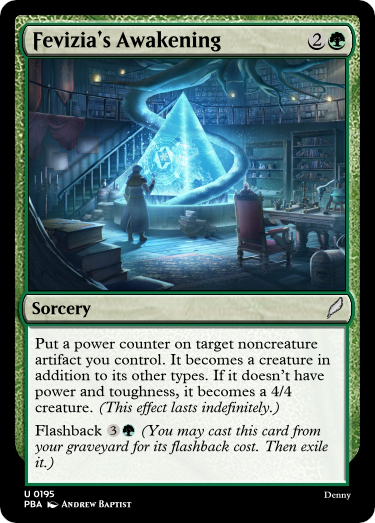 Fevizia's Awakening 2
Sorcery
Put a power counter on target noncreature
artifact you control. It becomes a creature in
addition to its other types. If it doesn't have
power and toughness, it becomes a 4/4
creature. (This effect lasts indefinitely.)
Flashback 3 (You may cast this card from
your graveyard for its flashback cost. Then exile
it.)
U 0195
PBA Andrew Baptist
Denny